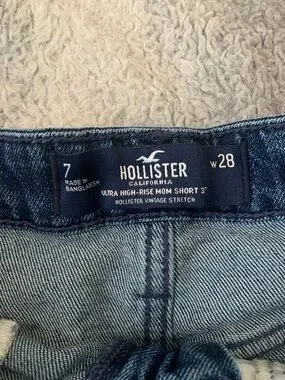 7
MADE IN
BANGLADESH
HOLLISTER
CALIFORNIA
W28
ULTRA HIGH-RISE MOM SHORT 3"
HOLLISTER VINTAGE STRETCH